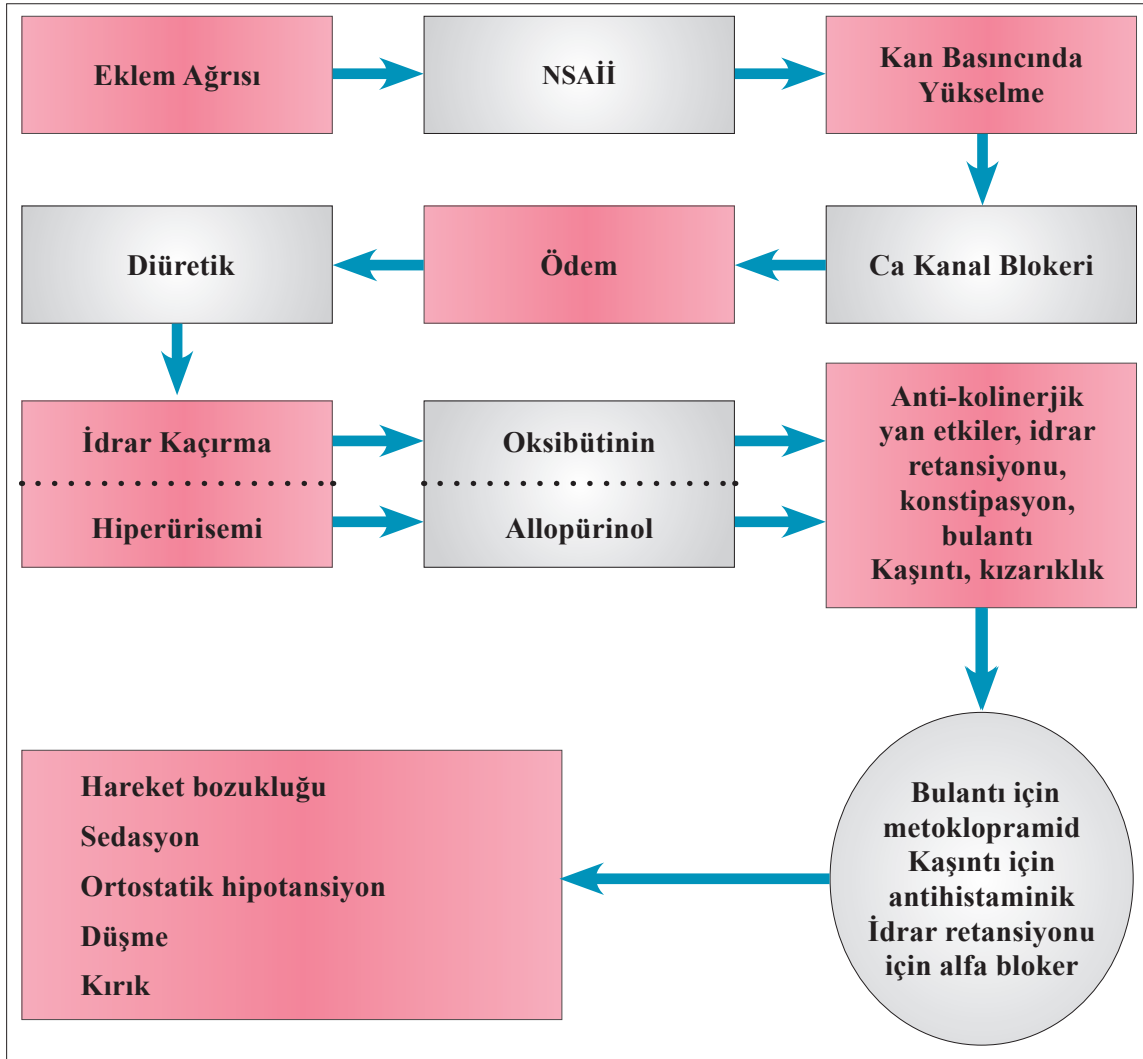 Eklem Ağrısı
NSAİİ
Kan Basıncında
Yükselme
Diüretik
Ödem
Ca Kanal Blokeri
İdrar Kaçırma
Hiperürisemi
Oksibütinin
Allopürinol
Anti-kolinerjik
yan etkiler, idrar
retansiyonu,
konstipasyon,
bulantı
Kaşıntı, kızarıklık
Hareket bozukluğu
Sedasyon
Ortostatik hipotansiyon
Düşme
Kırık
Bulantı için
metoklopramid
Kaşıntı için
antihistaminik
İdrar retansiyonu
için alfa bloker